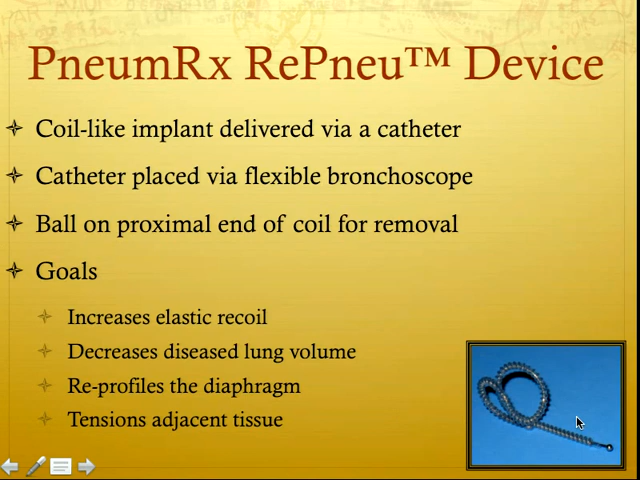 PneumRx RePneu™ Device
Coil-like implant delivered via a catheter
Catheter placed via flexible bronchoscope
Ball on proximal end of coil for removal
Goals
Increases elastic recoil
Decreases diseased lung volume
Re-profiles the diaphragm
Tensions adjacent tissue